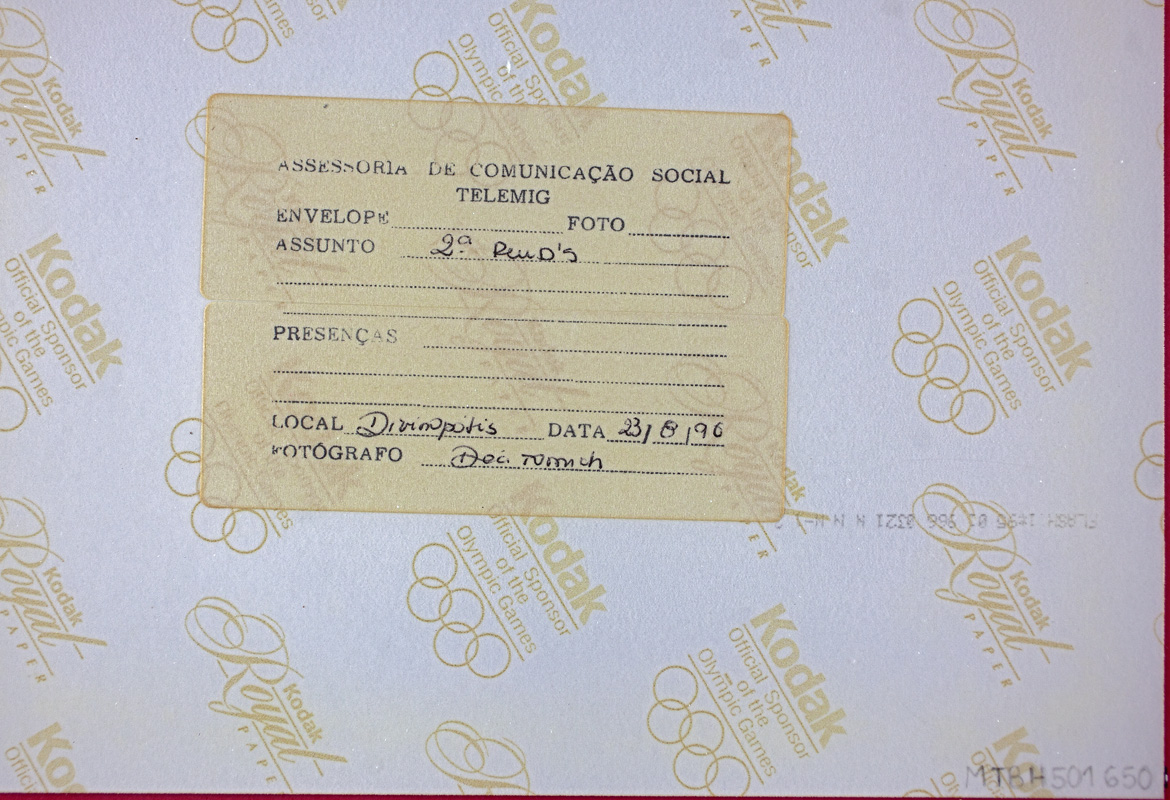 ASSESSORIA DE COMUNICAÇÃO SOCIAL
TELEMIG
ENVELOPE FOTO
ASSUNTO 2ª
PRESENÇAS
LOCAL Divinópolis DATA 23/8/96
FOTÓGRAFO
Kodak
Official Sponsor
of the
Olympic Games
Kodak
Royal
PAPER
MTBH501650